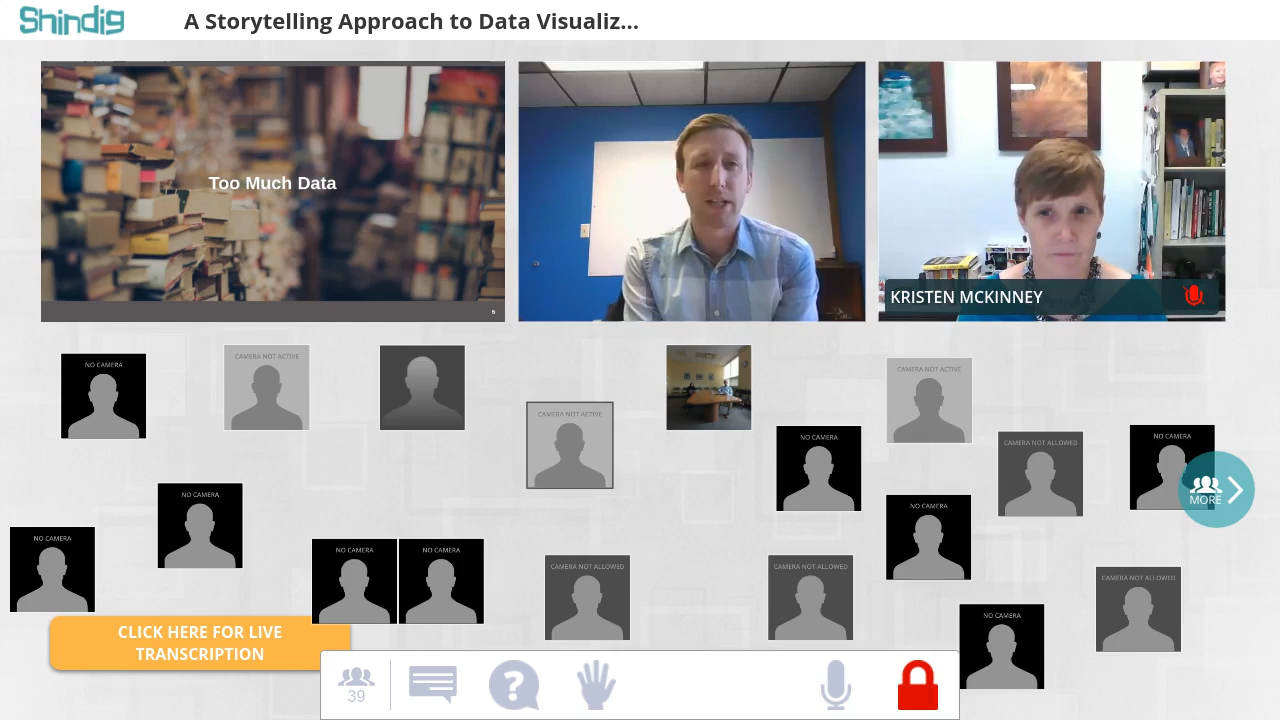 Shindig
A Storytelling Approach to Data Visualiz...
Too Much Data
5
KRISTEN MCKINNEY
NO CAMERA
CAMERA NOT ACTIVE
CAMERA NOT ACTIVE
CAMERA NOT ACTIVE
NO CAMERA
CAMERA NOT ALLOWED
NO CAMERA
NO CAMERA
NO CAMERA
MORE
NO CAMERA
NO CAMERA
NO CAMERA
CAMERA NOT ALLOWED
CAMERA NOT ALLOWED
CAMERA NOT ALLOWED
NO CAMERA
CLICK HERE FOR LIVE
TRANSCRIPTION
39